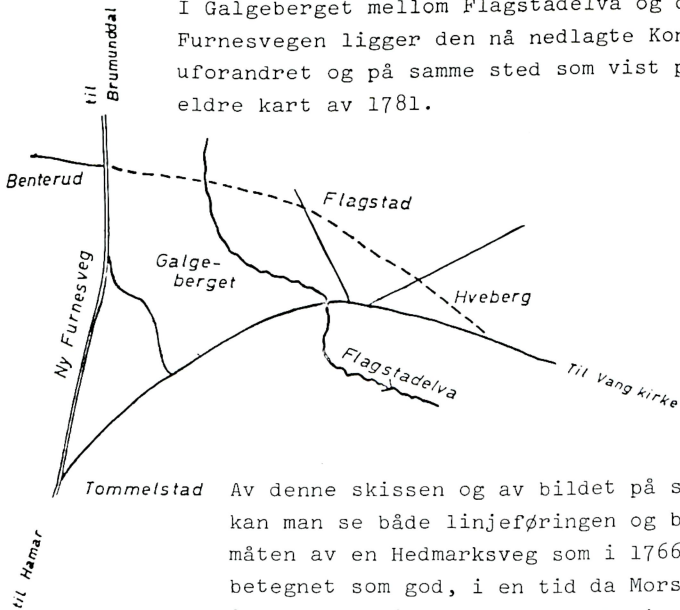 I Galgeberget mellom Flagstadelva og
Furnesvegen ligger den nå nedlagte
uforandret og på samme sted som vist
eldre kart av 1781.
til
Brumunddal
Benterud
Flagstad
Galge-
berget
Hveberg
Ny Furnesveg
Flagstadelva
Til Vang kirke
Tommelstad
til Hamar
Av denne skissen og av bildet på
kan man se både linjeføringen og
måten av en Hedmarksveg som i 1766
betegnet som god, i en tid da